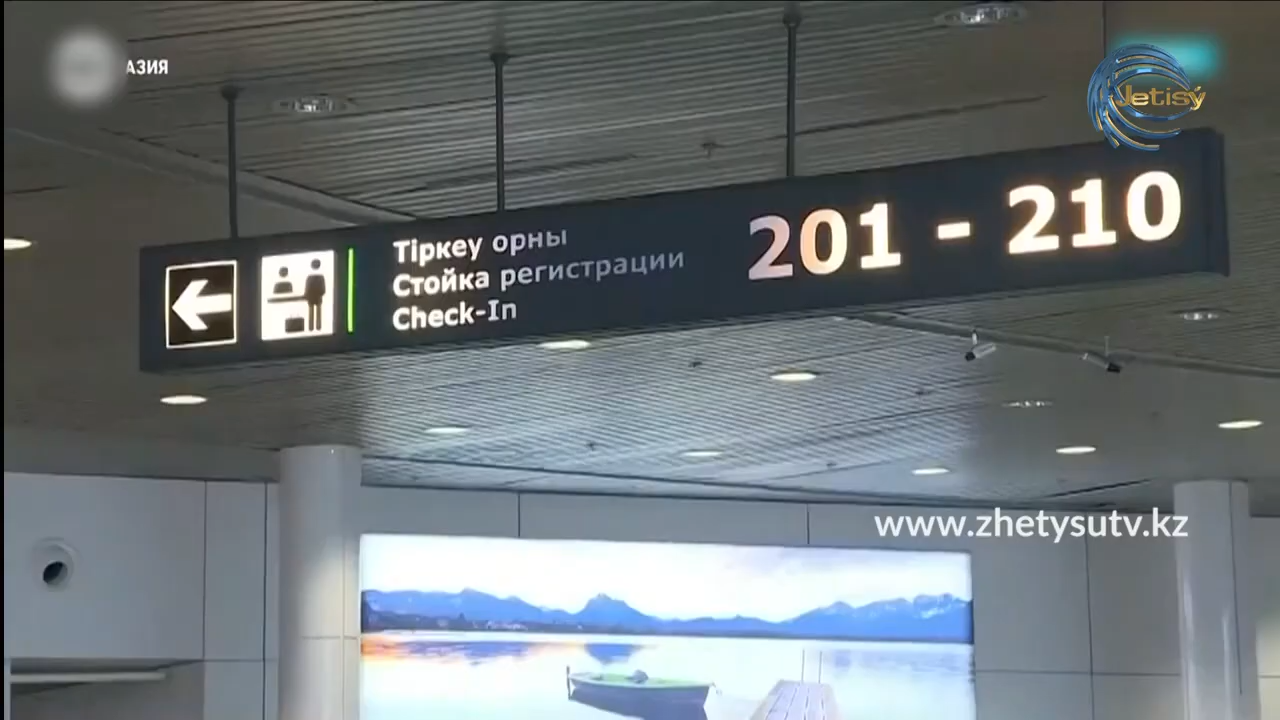 АЗИЯ
Jetisý
Тіркеу орны
Стойка регистрации
Check-In
201 - 210
www.zhetysutv.kz